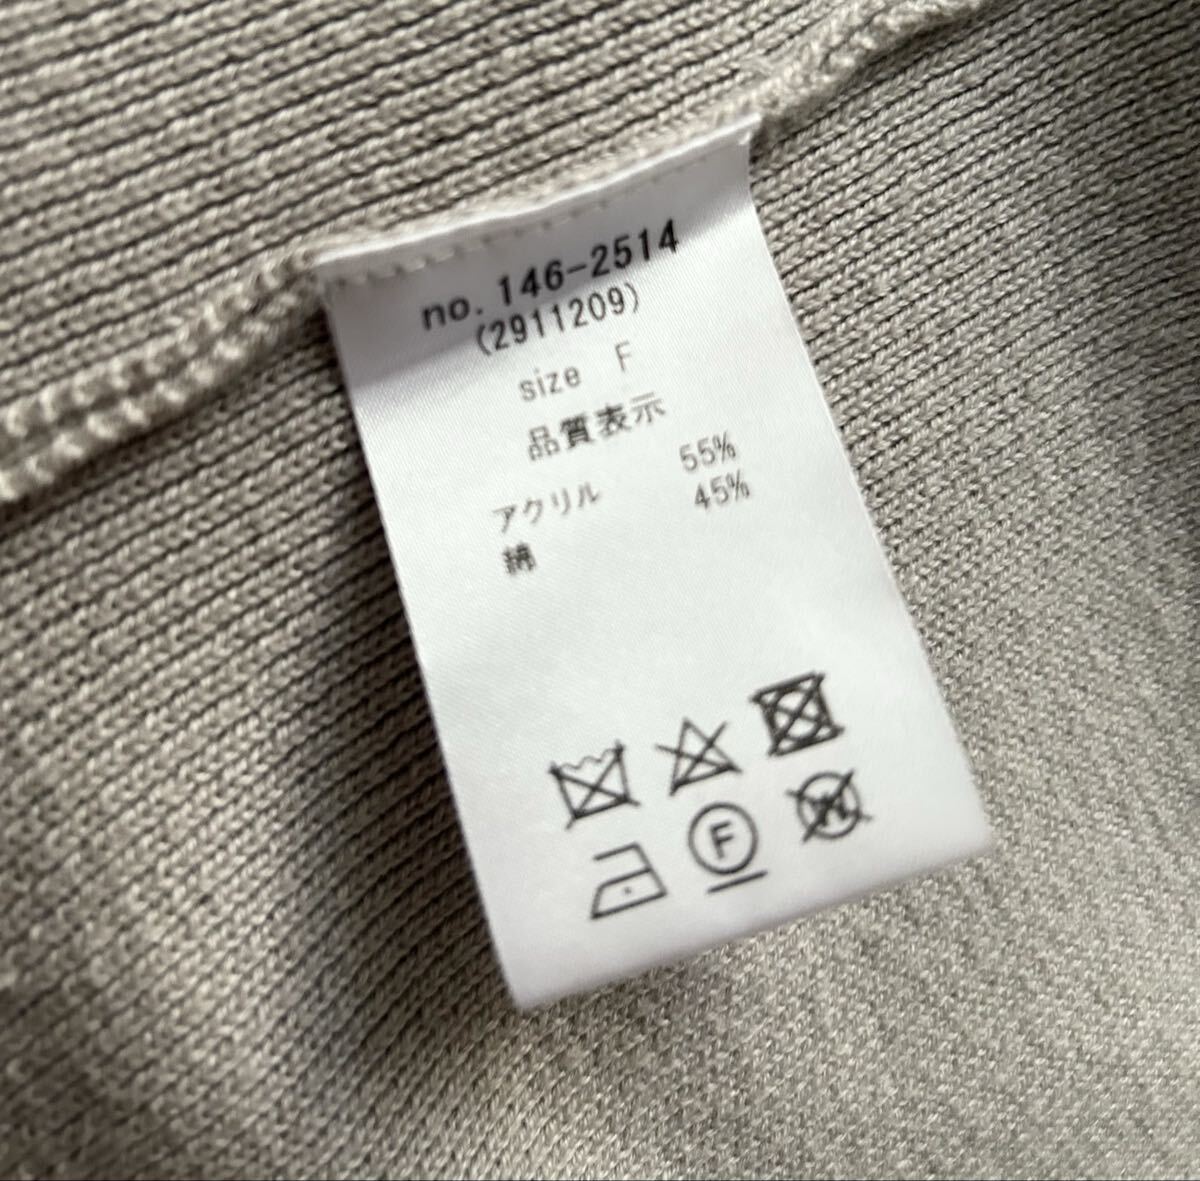 no. 146-2514
(2911209)
size F
品質表示
アクリル 55%
綿 45%
F
W